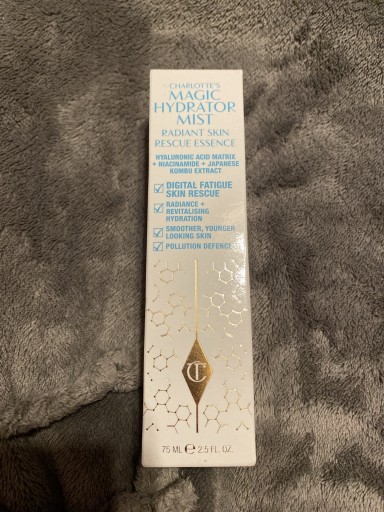 CHARLOTTE'S
MAGIC
HYDRATOR
MIST
RADIANT SKIN
RESCUE ESSENCE
HYALURONIC ACID MATRIX
+ NIACINAMIDE + JAPANESE
KOMBU EXTRACT
DIGITAL FATIGUE
SKIN RESCUE
RADIANCE +
REVITALISING
HYDRATION
SMOOTHER, YOUNGER
LOOKING SKIN
POLLUTION DEFENCE
CT
75 ML ℮ 2.5 FL. OZ.